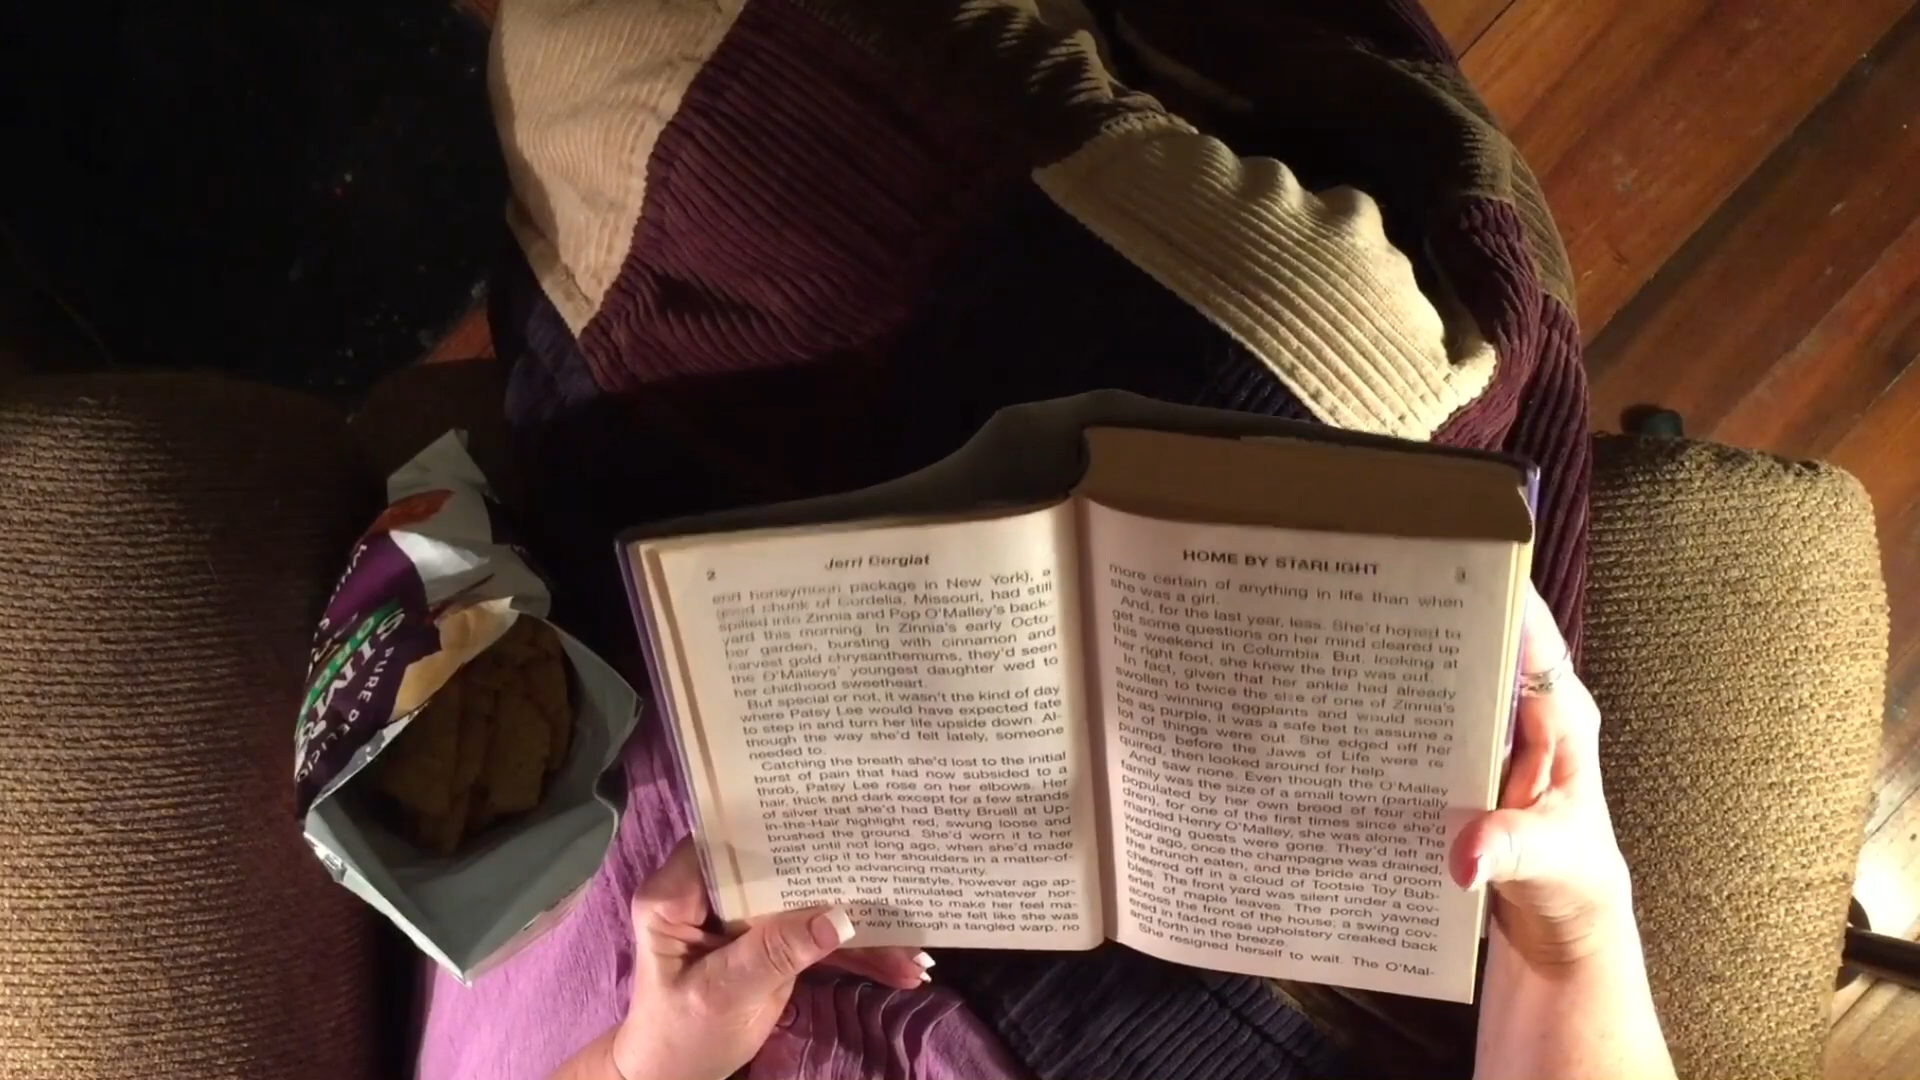 PURE DELICIO
2
Jerri Corgiat
end honeymoon package in New York), a
good chunk of Cordelia, Missouri, had still
spilled into Zinnia and Pop O'Malley's back-
yard this morning. In Zinnia's early Octo-
ber garden, bursting with cinnamon and
harvest gold chrysanthemums, they'd seen
the O'Malleys' youngest daughter wed to
her childhood sweetheart.
But special or not, it wasn't the kind of day
where Patsy Lee would have expected fate
to step in and turn her life upside down. Al-
though the way she'd felt lately, someone
needed to.
Catching the breath she'd lost to the initial
burst of pain that had now subsided to a
throb, Patsy Lee rose on her elbows. Her
hair, thick and dark except for a few strands
of silver that she'd had Betty Bruell at Up-
in-the-Hair highlight red, swung loose and
brushed the ground. She'd worn it to her
waist until not long ago, when she'd made
Betty clip it to her shoulders in a matter-of-
fact nod to advancing maturity.
Not that a new hairstyle, however age ap-
propriate, had stimulated whatever hor-
mones it would take to make her feel ma-
of the time she felt like she was
way through a tangled warp, no
HOME BY STARLIGHT
3
more certain of anything in life than when
she was a girl.
And, for the last year, less. She'd hoped to
get some questions on her mind cleared up
this weekend in Columbia. But, looking at
her right foot, she knew the trip was out.
In fact, given that her ankle had already
swollen to twice the size of one of Zinnia's
award-winning eggplants and would soon
be as purple, it was a safe bet to assume a
lot of things were out. She edged off her
pumps before the Jaws of Life were re-
quired, then looked around for help.
And saw none. Even though the O'Malley
family was the size of a small town (partially
populated by her own brood of four chil-
dren), for one of the first times since she'd
married Henry O'Malley, she was alone. The
wedding guests were gone. They'd left an
hour ago, once the champagne was drained,
the brunch eaten, and the bride and groom
cheered off in a cloud of Tootsie Toy Bub-
bles. The front yard was silent under a cov-
erlet of maple leaves. The porch yawned
across the front of the house; a swing cov-
ered in faded rose upholstery creaked back
and forth in the breeze.
She resigned herself to wait. The O'Mal-